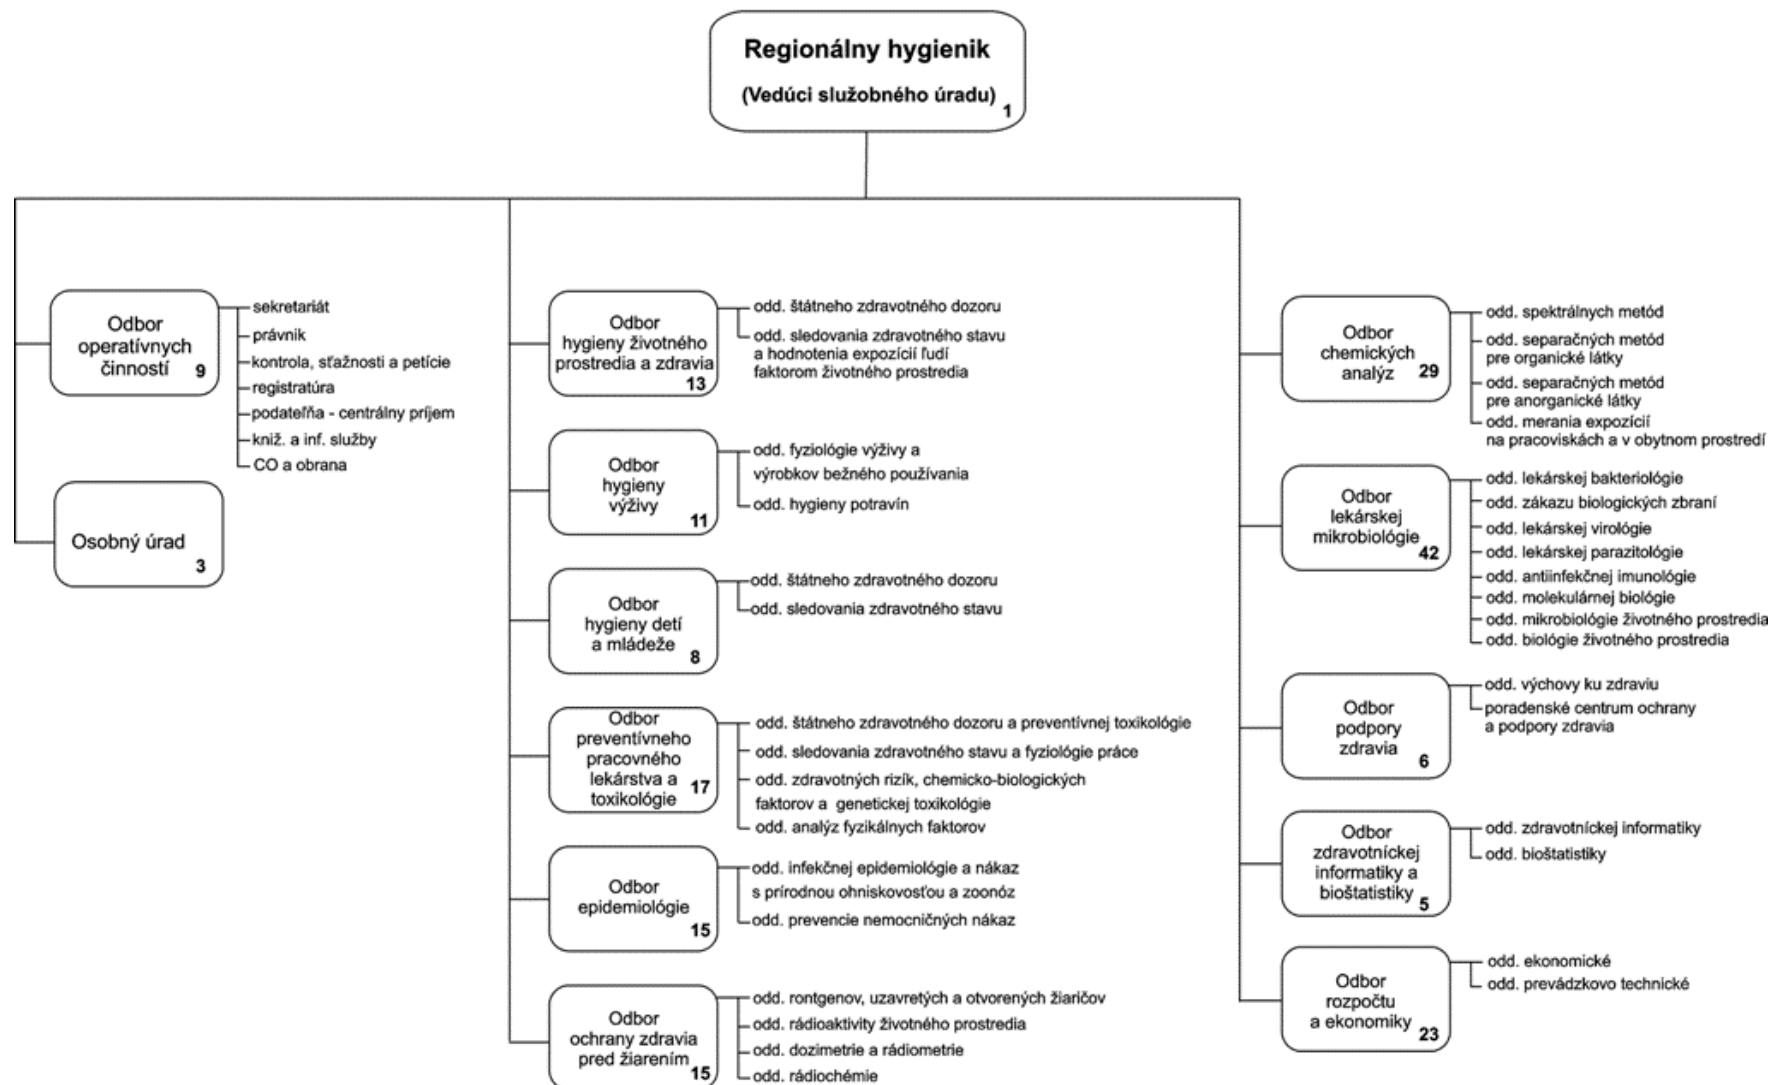 Regionálny hygienik
(Vedúci služobného úradu)
1
Odbor
operatívnych
činností
9
sekretariát
právnik
kontrola, sťažnosti a petície
registratúra
podateľňa - centrálny príjem
kniž. a inf. služby
CO a obrana
Osobný úrad
3
Odbor
hygieny životného
prostredia a zdravia
13
odd. štátneho zdravotného dozoru
odd. sledovania zdravotného stavu
a hodnotenia expozícií ľudí
faktorom životného prostredia
Odbor
hygieny
výživy
11
odd. fyziológie výživy a
výrobkov bežného používania
odd. hygieny potravín
Odbor
hygieny detí
a mládeže
8
odd. štátneho zdravotného dozoru
odd. sledovania zdravotného stavu
Odbor
preventívneho
pracovného
lekárstva a
toxikológie
17
odd. štátneho zdravotného dozoru a preventívnej toxikológie
odd. sledovania zdravotného stavu a fyziológie práce
odd. zdravotných rizík, chemicko-biologických
faktorov a genetickej toxikológie
odd. analýz fyzikálnych faktorov
Odbor
epidemiológie
15
odd. infekčnej epidemiológie a nákaz
s prírodnou ohniskovosťou a zoonóz
odd. prevencie nemocničných nákaz
Odbor
ochrany zdravia
pred žiarením
15
odd. rontgenov, uzavretých a otvorených žiaričov
odd. rádioaktivity životného prostredia
odd. dozimetrie a rádiometrie
odd. rádiochémie
Odbor
chemických
analýz
29
odd. spektrálnych metód
odd. separačných metód
pre organické látky
odd. separačných metód
pre anorganické látky
odd. merania expozícií
na pracoviskách a v obytnom prostredí
Odbor
lekárskej
mikrobiológie
42
odd. lekárskej bakteriológie
odd. zákazu biologických zbraní
odd. lekárskej virológie
odd. lekárskej parazitológie
odd. antiinfekčnej imunológie
odd. molekulárnej biológie
odd. mikrobiológie životného prostredia
odd. biológie životného prostredia
Odbor
podpory
zdravia
6
odd. výchovy ku zdraviu
poradenské centrum ochrany
a podpory zdravia
Odbor
zdravotníckej
informatiky a
bioštatistiky
5
odd. zdravotníckej informatiky
odd. bioštatistiky
Odbor
rozpočtu
a ekonomiky
23
odd. ekonomické
odd. prevádzkovo technické